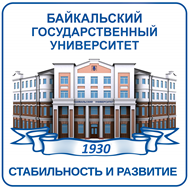 БАЙКАЛЬСКИЙ
ГОСУДАРСТВЕННЫЙ
УНИВЕРСИТЕТ
1930
СТАБИЛЬНОСТЬ И РАЗВИТИЕ